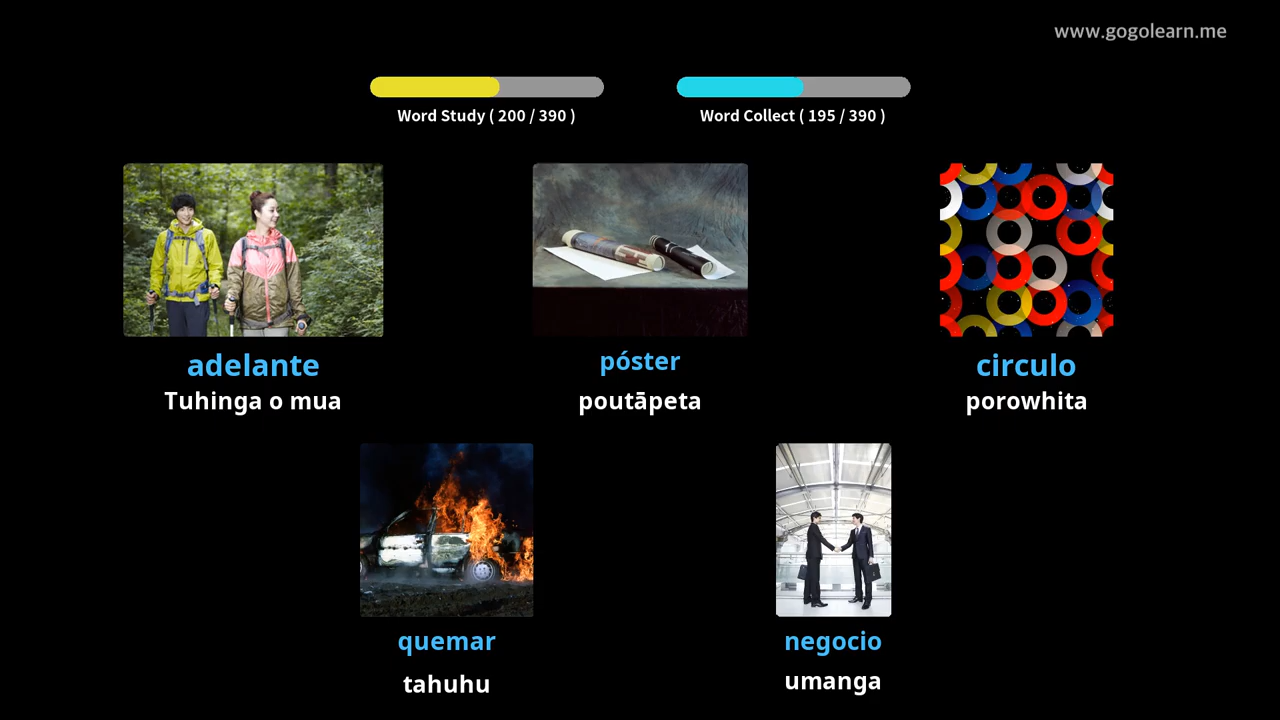 www.gogolearn.me
Word Study ( 200 / 390 )
Word Collect ( 195 / 390 )
adelante
Tuhinga o mua
póster
poutāpeta
circulo
porowhita
quemar
tahuhu
negocio
umanga